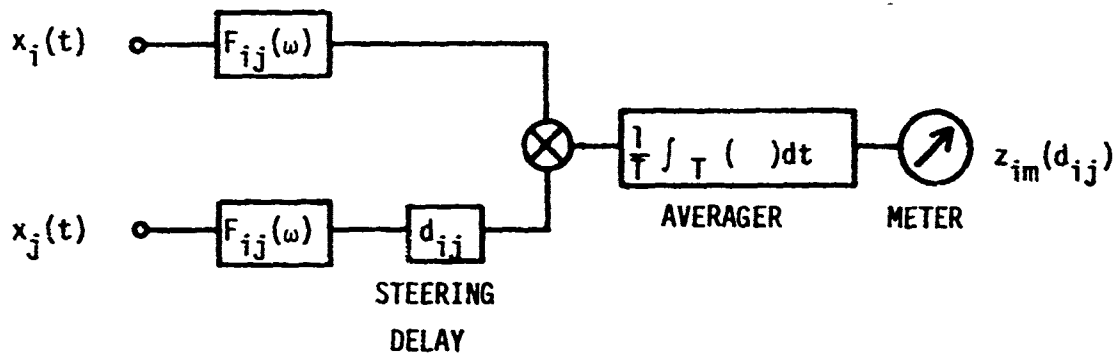 x_i(t)
F_ij(ω)
1/T ∫_T ( )dt
z_im(d_ij)
AVERAGER
METER
x_j(t)
F_ij(ω)
d_ij
STEERING
DELAY